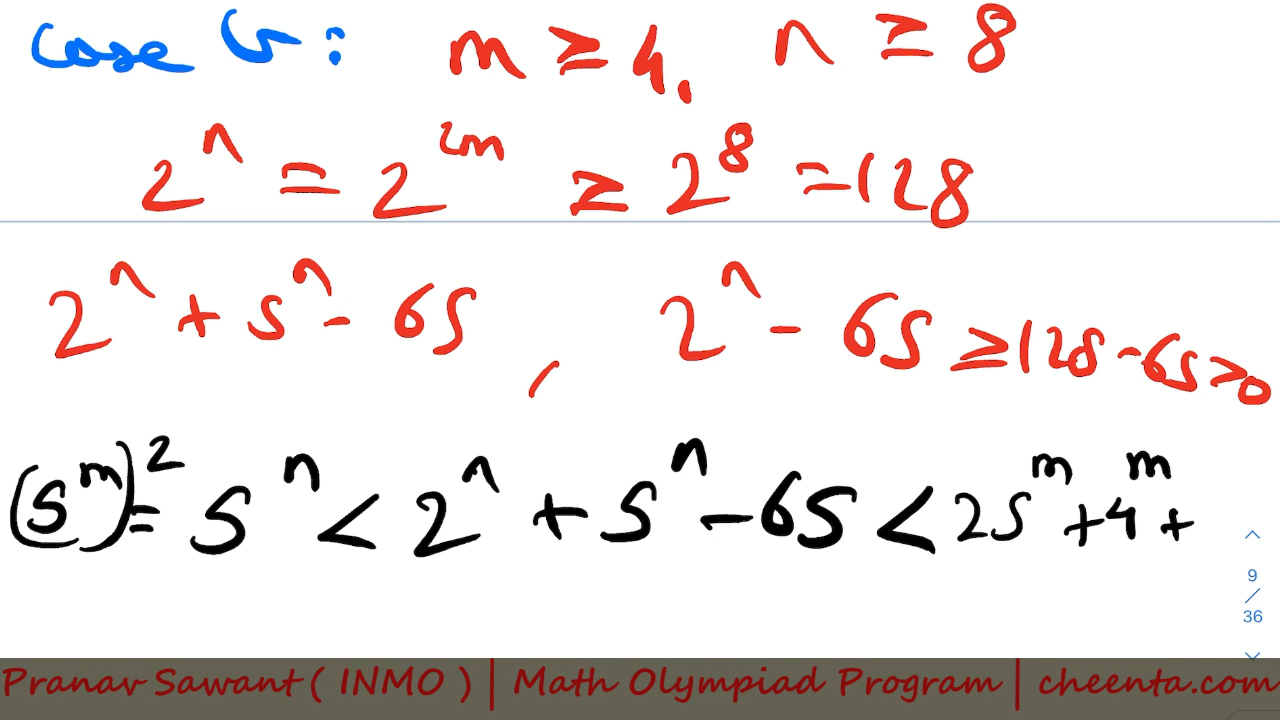 case 5: m ≥ 4, n ≥ 8
2^n = 2^{2m} ≥ 2^8 = 128
2^n + 5^n - 65, 2^n - 65 ≥ 128 - 65 > 0
(5^m)^2 = 5^n < 2^n + 5^n - 65 < 25^m + 4^m +
9
/
36
Pranav Sawant ( INMO ) | Math Olympiad Program | cheenta.com